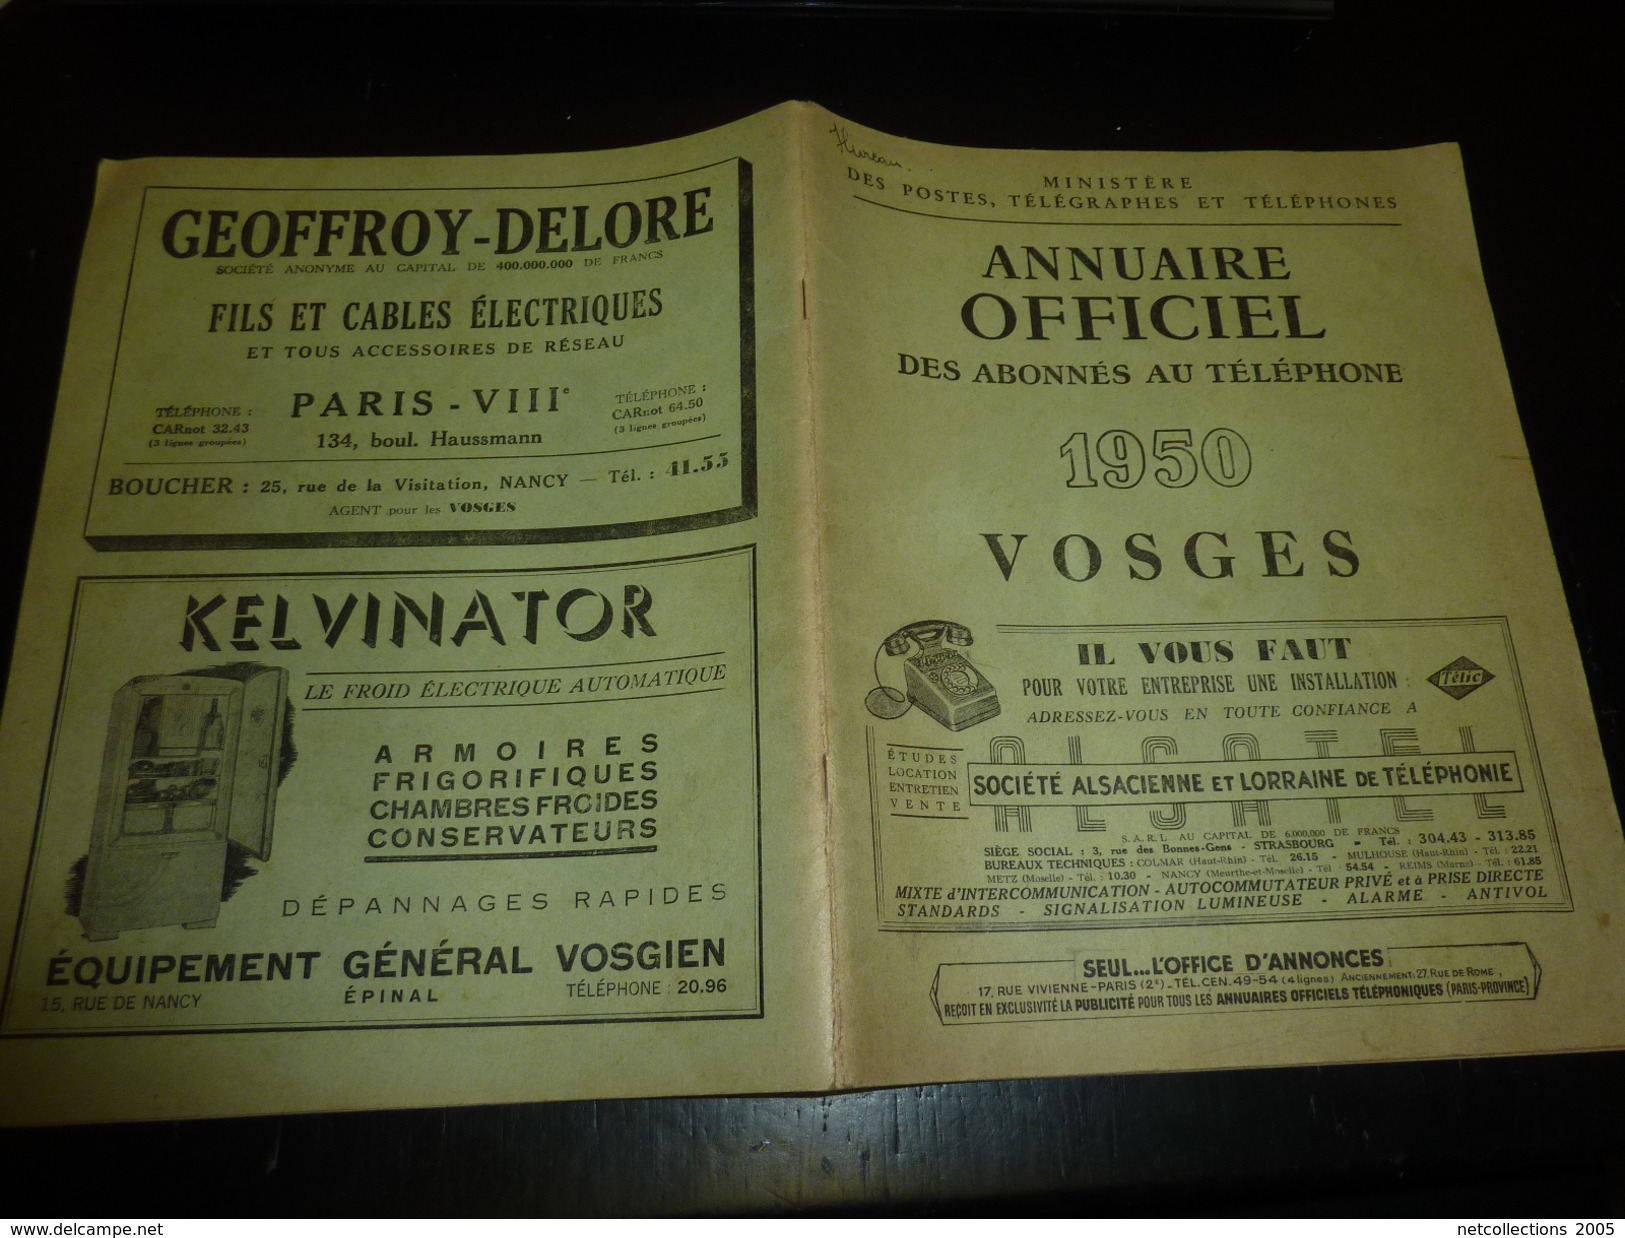 GEOFFROY-DELORE
SOCIÉTÉ ANONYME AU CAPITAL DE 400.000.000 DE FRANCS
FILS ET CABLES ÉLECTRIQUES
ET TOUS ACCESSOIRES DE RÉSEAU
TÉLÉPHONE :
CARnot 32.43
(3 lignes groupées)
PARIS - VIIIe
134, boul. Haussmann
TÉLÉPHONE :
CARnot 64.50
(3 lignes groupées)
BOUCHER : 25, rue de la Visitation, NANCY — Tél. : 41.55
AGENT pour les VOSGES
KELVINATOR
LE FROID ÉLECTRIQUE AUTOMATIQUE
ARMOIRES
FRIGORIFIQUES
CHAMBRES FROIDES
CONSERVATEURS
DÉPANNAGES RAPIDES
ÉQUIPEMENT GÉNÉRAL VOSGIEN
15, RUE DE NANCY
ÉPINAL
TÉLÉPHONE : 20.96
MINISTÈRE
DES POSTES, TÉLÉGRAPHES ET TÉLÉPHONES
ANNUAIRE
OFFICIEL
DES ABONNÉS AU TÉLÉPHONE
1950
VOSGES
IL VOUS FAUT
POUR VOTRE ENTREPRISE UNE INSTALLATION :
ADRESSEZ-VOUS EN TOUTE CONFIANCE A
Télic
ÉTUDES
LOCATION
ENTRETIEN
VENTE
ALSATEL
SOCIÉTÉ ALSACIENNE ET LORRAINE DE TÉLÉPHONIE
S.A.R.L. AU CAPITAL DE 6.000.000 DE FRANCS
SIÈGE SOCIAL : 3, rue des Bonnes-Gens - STRASBOURG - Tél. : 304.43 - 313.85
BUREAUX TECHNIQUES : COLMAR (Haut-Rhin) - Tél. 26.15 - MULHOUSE (Haut-Rhin) - Tél. : 22.21
METZ (Moselle) - Tél. : 10.30 - NANCY (Meurthe-et-Moselle) - Tél 54.54 - REIMS (Marne) - Tél. : 61.85
MIXTE d'INTERCOMMUNICATION - AUTOCOMMUTATEUR PRIVÉ et à PRISE DIRECTE
STANDARDS - SIGNALISATION LUMINEUSE - ALARME - ANTIVOL
SEUL...L'OFFICE D'ANNONCES
17, RUE VIVIENNE-PARIS (2e)-TÉL.CEN.49-54 (4 lignes) ANCIENNEMENT: 27, RUE DE ROME,
REÇOIT EN EXCLUSIVITÉ LA PUBLICITÉ POUR TOUS LES ANNUAIRES OFFICIELS TÉLÉPHONIQUES (PARIS-PROVINCE)
www.delcampe.net
netcollections 2005